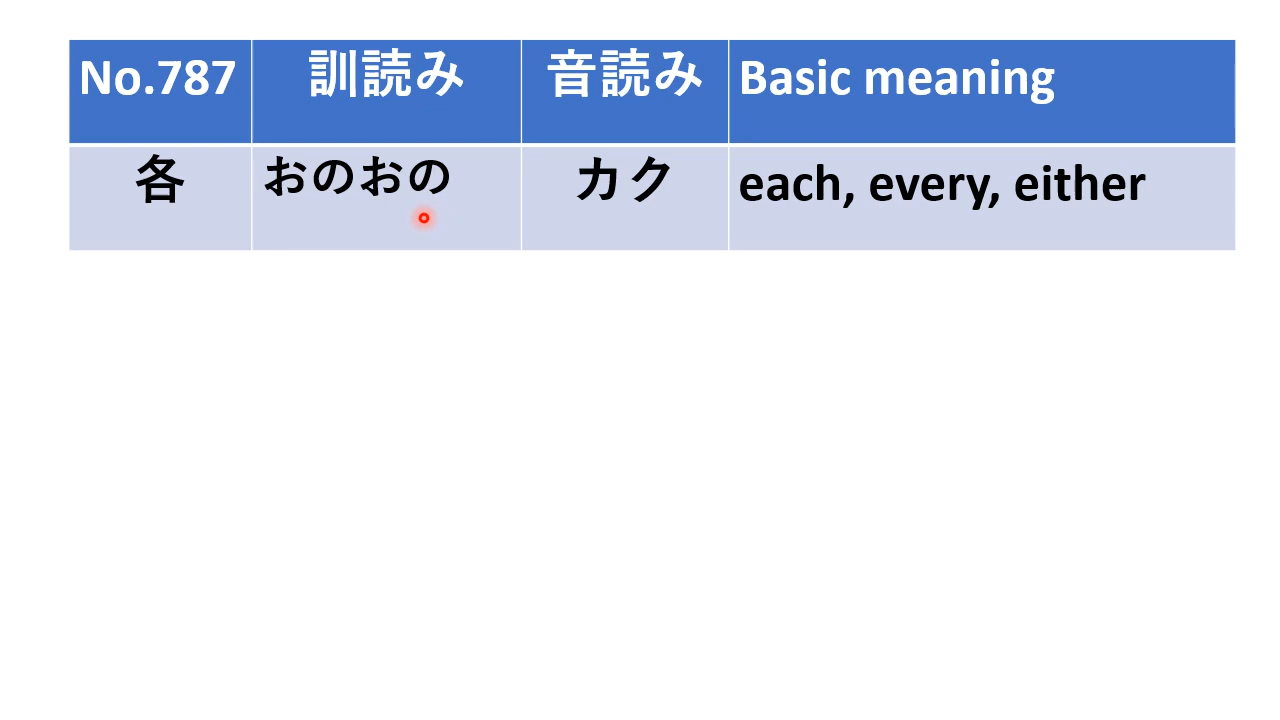 No.787 訓読み 音読み Basic meaning
各 おのおの カク each, every, either